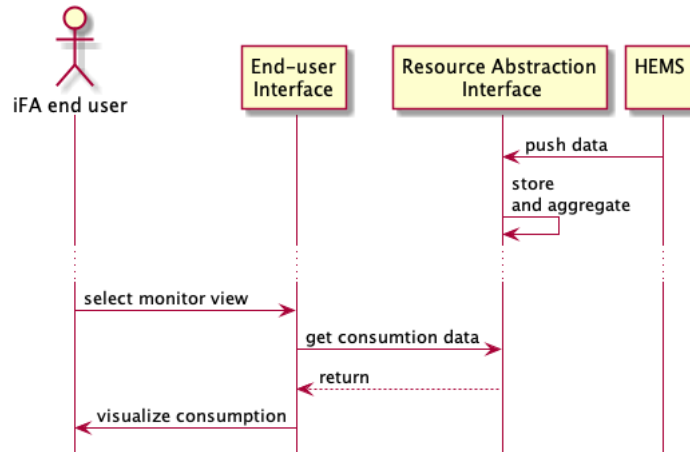 iFA end user
End-user
Interface
Resource Abstraction
Interface
HEMS
push data
store
and aggregate
select monitor view
get consumtion data
return
visualize consumption